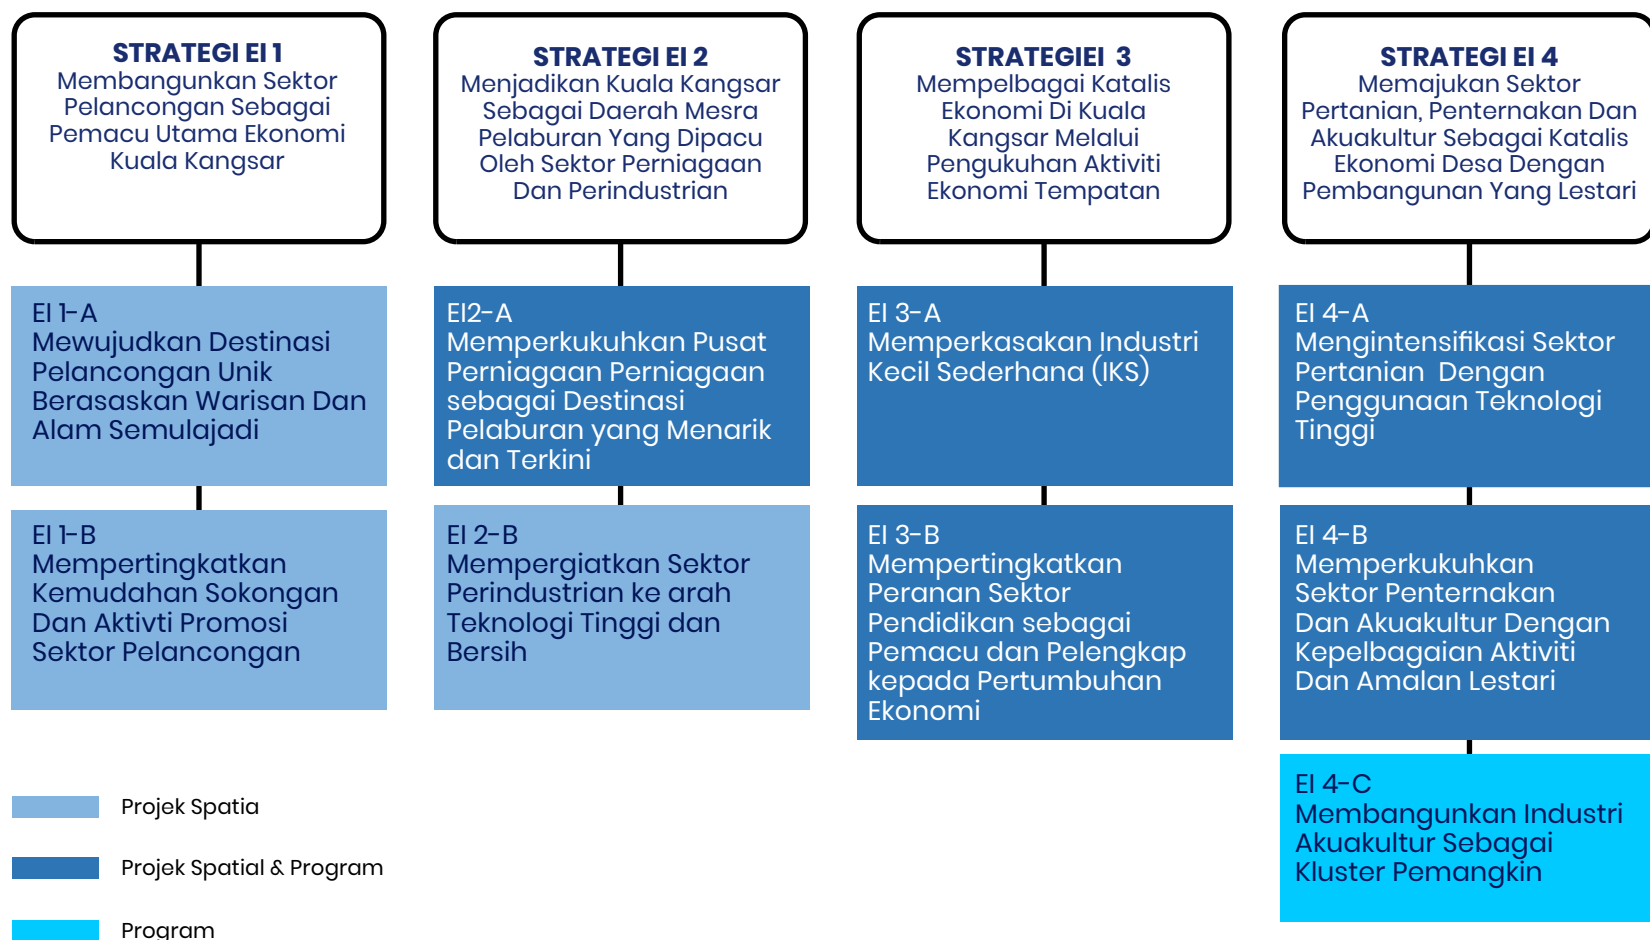 STRATEGI EI 1
Membangunkan Sektor
Pelancongan Sebagai
Pemacu Utama Ekonomi
Kuala Kangsar
STRATEGI EI 2
Menjadikan Kuala Kangsar
Sebagai Daerah Mesra
Pelaburan Yang Dipacu
Oleh Sektor Perniagaan
Dan Perindustrian
STRATEGIEI 3
Mempelbagai Katalis
Ekonomi Di Kuala
Kangsar Melalui
Pengukuhan Aktiviti
Ekonomi Tempatan
STRATEGI EI 4
Memajukan Sektor
Pertanian, Penternakan Dan
Akuakultur Sebagai Katalis
Ekonomi Desa Dengan
Pembangunan Yang Lestari
EI 1-A
Mewujudkan Destinasi
Pelancongan Unik
Berasaskan Warisan Dan
Alam Semulajadi
EI2-A
Memperkukuhkan Pusat
Perniagaan Perniagaan
sebagai Destinasi
Pelaburan yang Menarik
dan Terkini
EI 3-A
Memperkasakan Industri
Kecil Sederhana (IKS)
EI 4-A
Mengintensifikasi Sektor
Pertanian Dengan
Penggunaan Teknologi
Tinggi
EI 1-B
Mempertingkatkan
Kemudahan Sokongan
Dan Aktivti Promosi
Sektor Pelancongan
EI 2-B
Mempergiatkan Sektor
Perindustrian ke arah
Teknologi Tinggi dan
Bersih
EI 3-B
Mempertingkatkan
Peranan Sektor
Pendidikan sebagai
Pemacu dan Pelengkap
kepada Pertumbuhan
Ekonomi
EI 4-B
Memperkukuhkan
Sektor Penternakan
Dan Akuakultur Dengan
Kepelbagaian Aktiviti
Dan Amalan Lestari
EI 4-C
Membangunkan Industri
Akuakultur Sebagai
Kluster Pemangkin
Projek Spatia
Projek Spatial & Program
Program